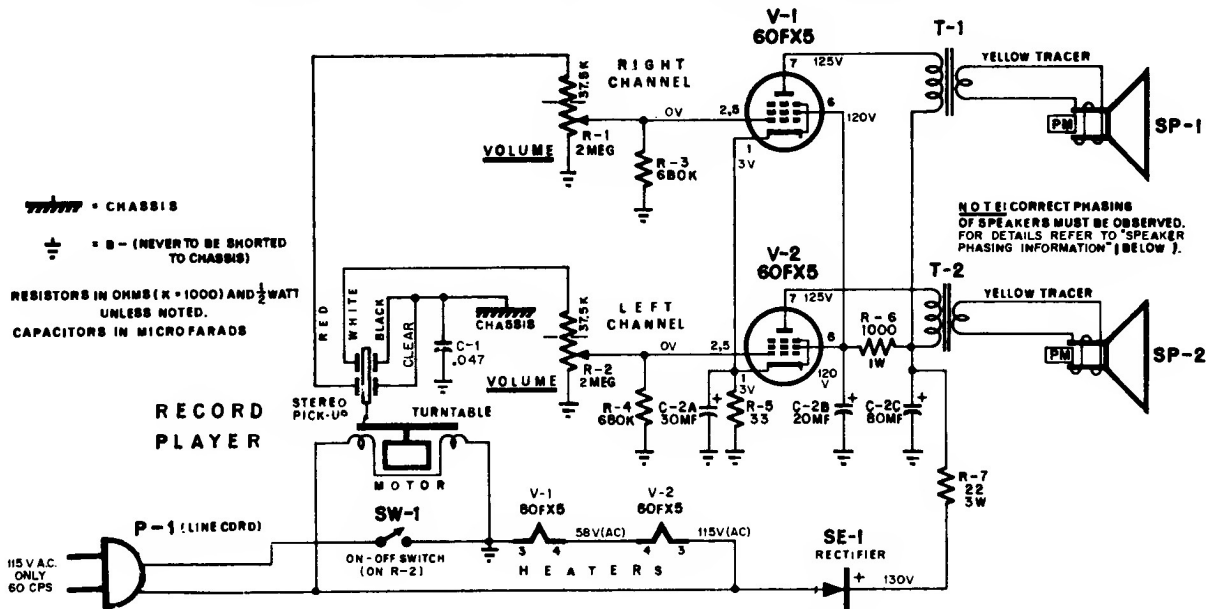 V-1
60FX5
T-1
RIGHT
CHANNEL
YELLOW TRACER
7
125V
37.5K
0V
2,5
6
120V
R-1
2MEG
VOLUME
R-3
680K
1
3V
PM
SP-1
= CHASSIS
= B- (NEVER TO BE SHORTED
TO CHASSIS)
RESISTORS IN OHMS (K = 1000) AND 1/2 WATT
UNLESS NOTED.
CAPACITORS IN MICROFARADS
NOTE: CORRECT PHASING
OF SPEAKERS MUST BE OBSERVED.
FOR DETAILS REFER TO "SPEAKER
PHASING INFORMATION" (BELOW).
V-2
60FX5
T-2
YELLOW TRACER
7
125V
RED
WHITE
BLACK
CLEAR
C-1
.047
CHASSIS
LEFT
CHANNEL
37.5K
0V
2,5
6
R-6
1000
1W
R-2
2MEG
VOLUME
1
3V
120
V
PM
SP-2
R-4
680K
C-2A
30MF
+
R-5
33
C-2B
20MF
+
C-2C
80MF
+
STEREO
PICK-UP
TURNTABLE
RECORD
PLAYER
MOTOR
R-7
22
3W
P-1 (LINE CORD)
SW-1
ON-OFF SWITCH
(ON R-2)
V-1
60FX5
V-2
60FX5
58V(AC)
115V(AC)
3
4
4
3
HEATERS
SE-1
RECTIFIER
+
130V
115 V A.C.
ONLY
60 CPS